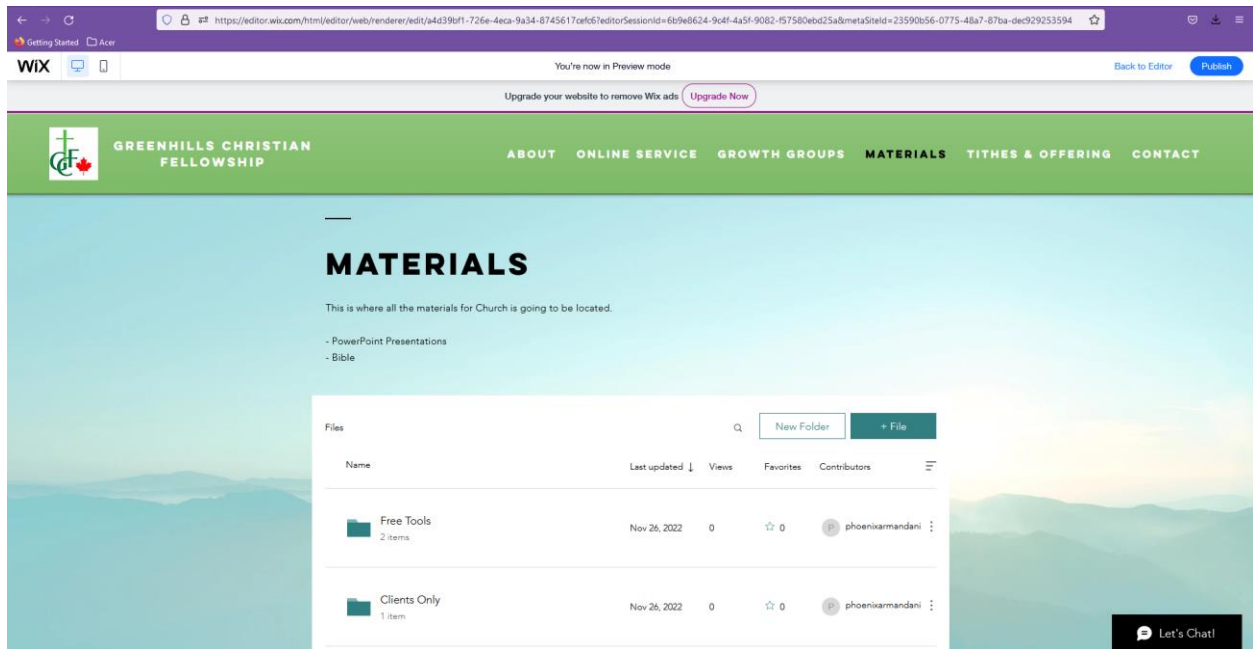 https://editor.wix.com/html/editor/web/renderer/edit/a4d39bf1-726e-4eca-9a34-8745617cefc6?editorSessionId=6b9e8624-9c4f-4a5f-9082-f57580ebd25a&metaSiteId=23590b56-0775-48a7-87ba-dec929253594
Getting Started Acer
WiX You're now in Preview mode Back to Editor Publish
Upgrade your website to remove Wix ads Upgrade Now
GCF
GREENHILLS CHRISTIAN
FELLOWSHIP
ABOUT ONLINE SERVICE GROWTH GROUPS MATERIALS TITHES & OFFERING CONTACT
MATERIALS
This is where all the materials for Church is going to be located.
- PowerPoint Presentations
- Bible
Files New Folder + File
Name Last updated ↓ Views Favorites Contributors
Free Tools
2 items
Nov 26, 2022 0 0 P phoenixarmandani
Clients Only
1 item
Nov 26, 2022 0 0 P phoenixarmandani
Let's Chat!